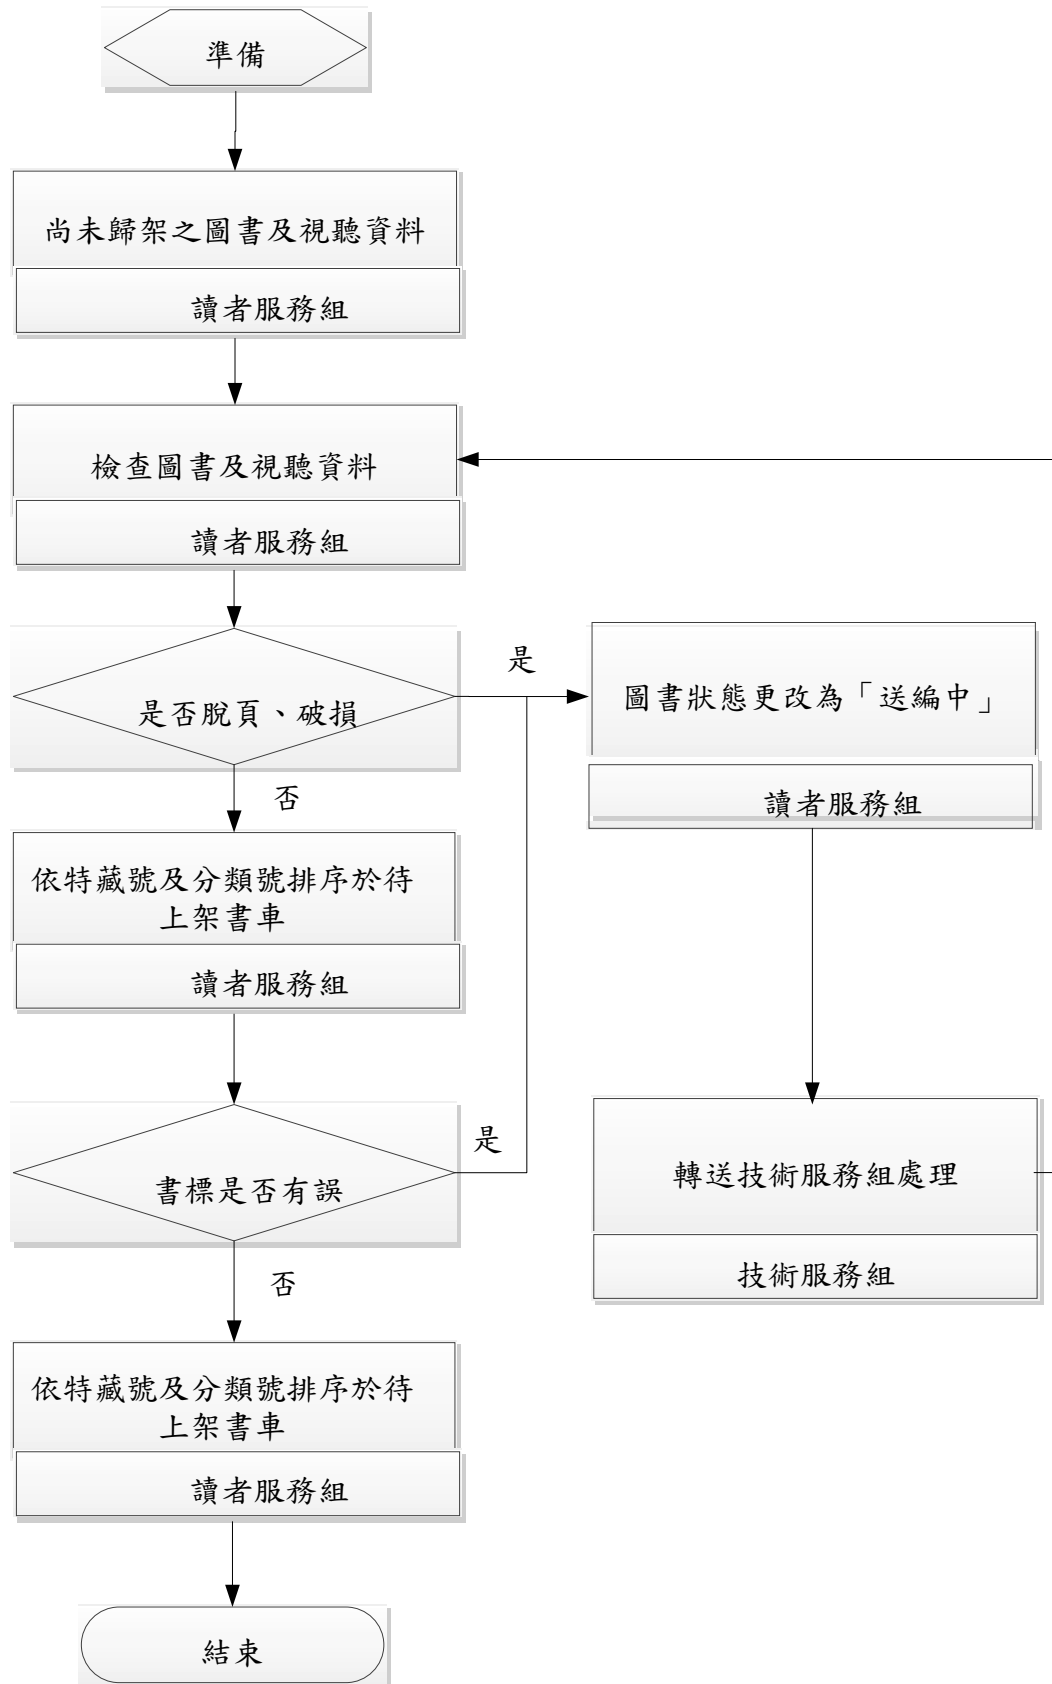 準備
尚未歸架之圖書及視聽資料
讀者服務組
檢查圖書及視聽資料
讀者服務組
是否脫頁、破損
是
否
圖書狀態更改為「送編中」
讀者服務組
依特藏號及分類號排序於待
上架書車
讀者服務組
書標是否有誤
是
否
轉送技術服務組處理
技術服務組
依特藏號及分類號排序於待
上架書車
讀者服務組
結束